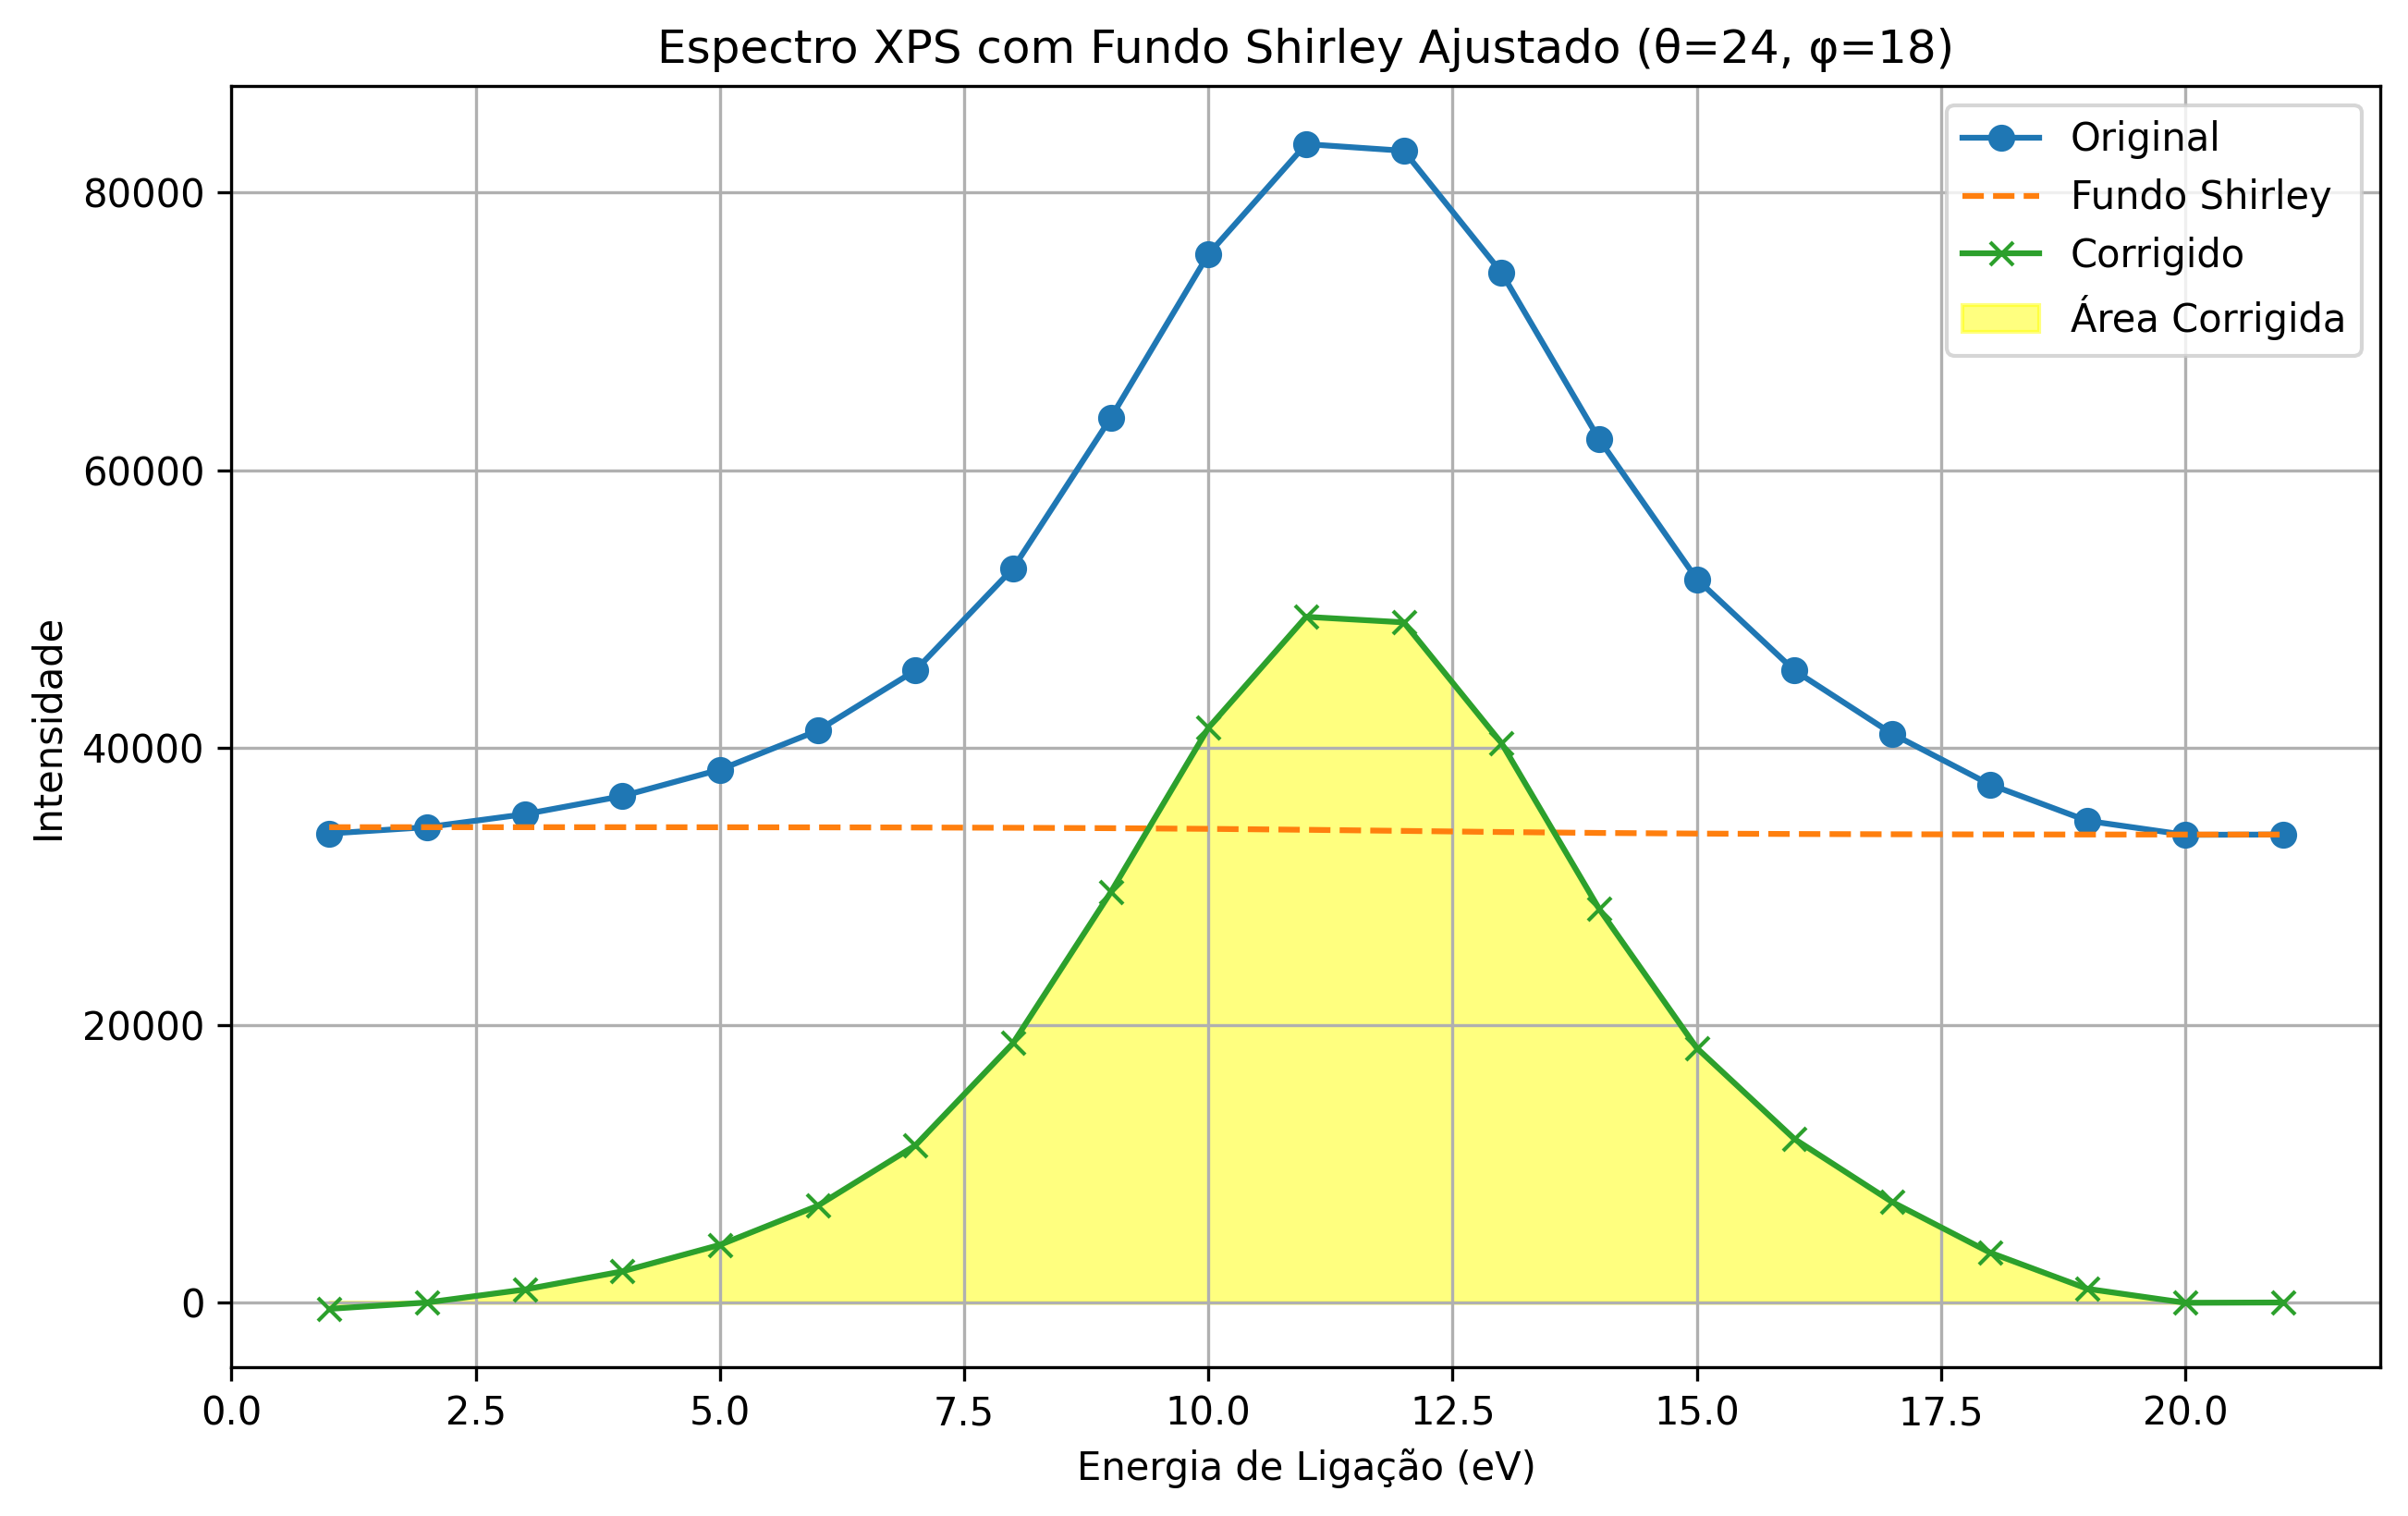 Espectro XPS com Fundo Shirley Ajustado (θ=24, φ=18)
Original
Fundo Shirley
Corrigido
Área Corrigida
Intensidade
80000
60000
40000
20000
0
0.0 2.5 5.0 7.5 10.0 12.5 15.0 17.5 20.0
Energia de Ligação (eV)